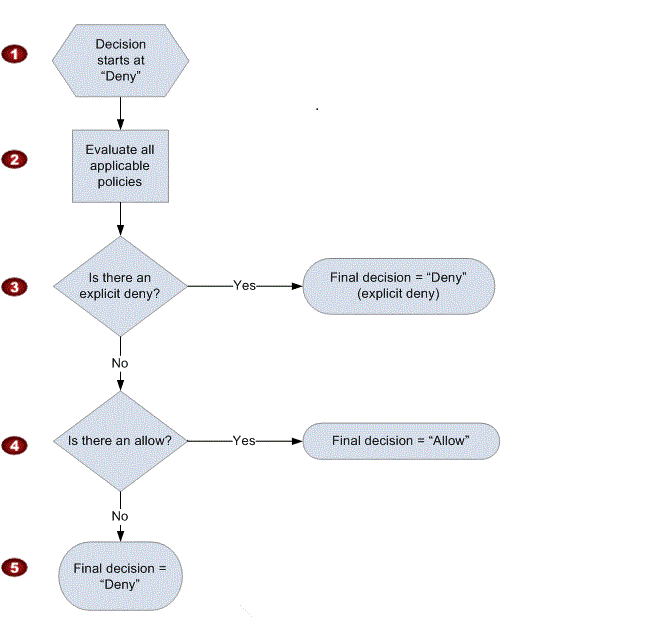 1
Decision
starts at
“Deny”
2
Evaluate all
applicable
policies
3
Is there an
explicit deny?
Yes
Final decision = “Deny”
(explicit deny)
No
4
Is there an allow?
Yes
Final decision = “Allow”
No
5
Final decision =
“Deny”